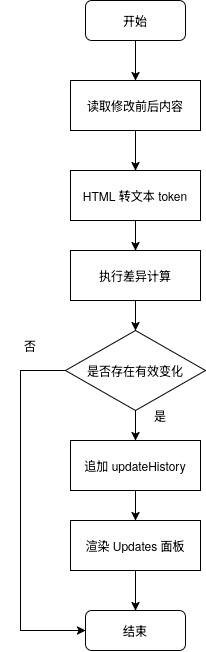 开始
读取修改前后内容
HTML 转文本 token
执行差异计算
是否存在有效变化
否
是
追加 updateHistory
渲染 Updates 面板
结束